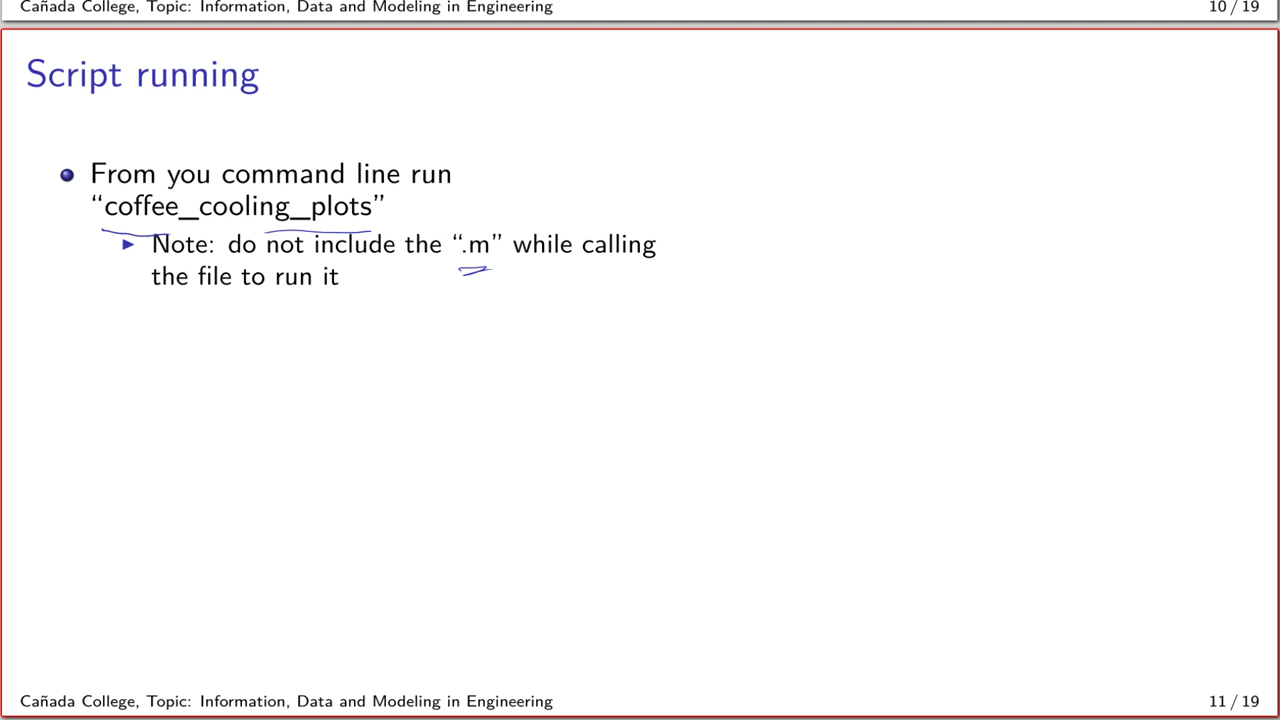 Cañada College, Topic: Information, Data and Modeling in Engineering 10 / 19
Script running
From you command line run
“coffee_cooling_plots”
Note: do not include the “.m” while calling
the file to run it
Cañada College, Topic: Information, Data and Modeling in Engineering 11 / 19